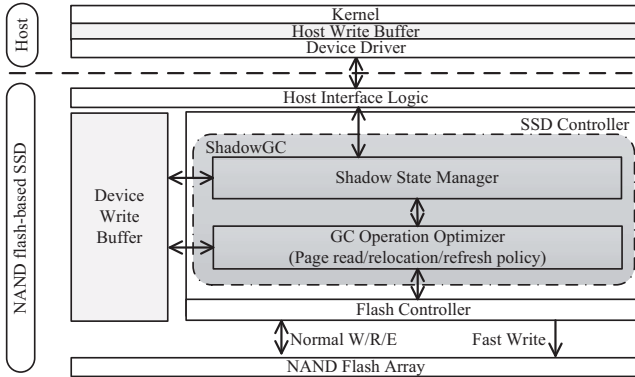 Host
Kernel
Host Write Buffer
Device Driver
NAND flash-based SSD
Host Interface Logic
SSD Controller
ShadowGC
Device
Write
Buffer
Shadow State Manager
GC Operation Optimizer
(Page read/relocation/refresh policy)
Flash Controller
Normal W/R/E
Fast Write
NAND Flash Array